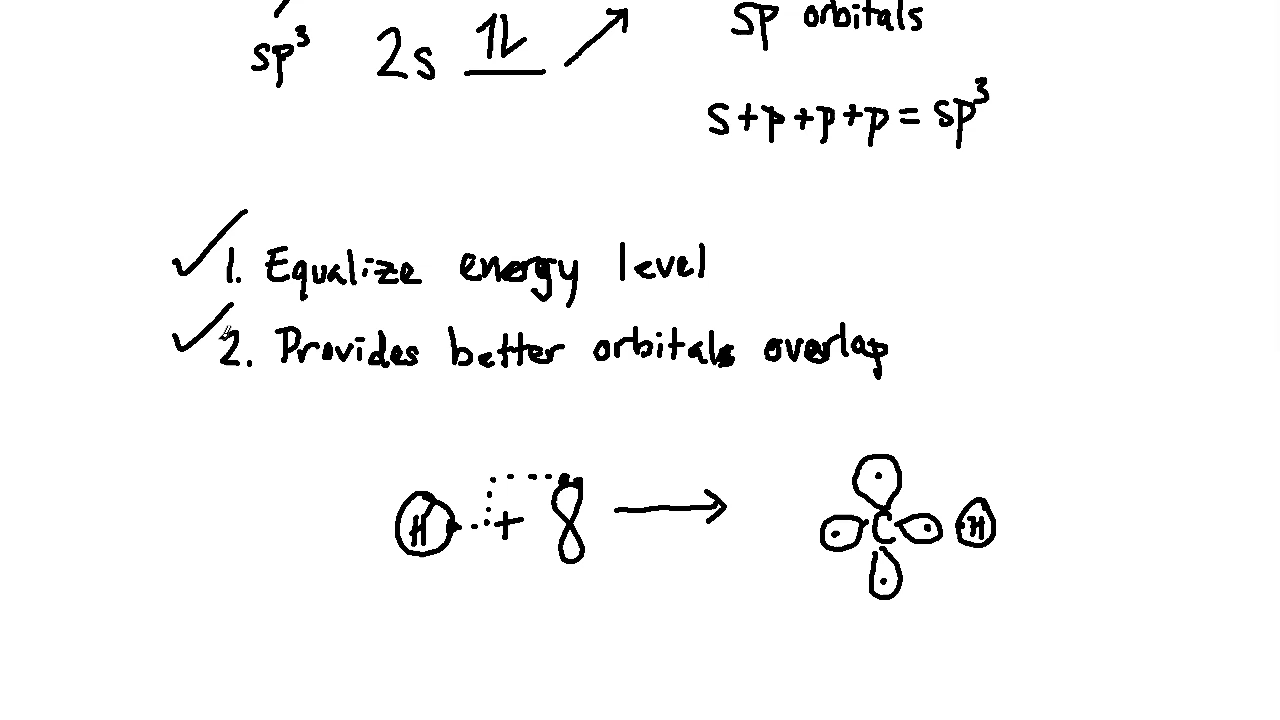 sp orbitals
sp³ 2s ⥮
s+p+p+p=sp³
1. Equalize energy level
2. Provides better orbitals overlap
H + 
C H